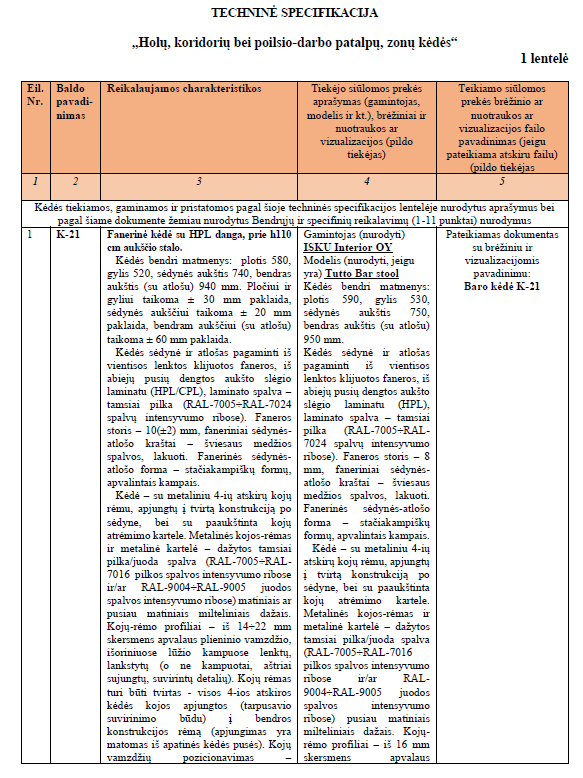 TECHNINĖ SPECIFIKACIJA
„Holų, koridorių bei poilsio-darbo patalpų, zonų kėdės“
1 lentelė
Eil. Nr.
Baldo pavadi-nimas
Reikalaujamos charakteristikos
Tiekėjo siūlomos prekės aprašymas (gamintojas, modelis ir kt.), brėžiniai ir nuotraukos ar vizualizacijos (pildo tiekėjas)
Teikiamo siūlomos prekės brėžinio ar nuotraukos ar vizualizacijos failo pavadinimas (jeigu pateikiama atskiru failu) (pildo tiekėjas
1
2
3
4
5
Kėdės tiekiamos, gaminamos ir pristatomos pagal šioje techninės specifikacijos lentelėje nurodytus aprašymus bei
pagal šiame dokumente žemiau nurodytus Bendrųjų ir specifinių reikalavimų (1-11 punktai) nurodymus
1
K-21
Fanerinė kėdė su HPL danga, prie h110
cm aukščio stalo.
Kėdės bendri matmenys: plotis 580,
gylis 520, sėdynės aukštis 740, bendras
aukštis (su atlošu) 940 mm. Pločiui ir
gyliui taikoma ± 30 mm paklaida,
sėdynės aukščiui taikoma ± 20 mm
paklaida, bendram aukščiui (su atlošu)
taikoma ± 60 mm paklaida.
Kėdės sėdynė ir atlošas pagaminti iš
vientisos lenktos klijuotos faneros, iš
abiejų pusių dengtos aukšto slėgio
laminatu (HPL/CPL), laminato spalva –
tamsiai pilka (RAL-7005÷RAL-7024
spalvų intensyvumo ribose). Faneros
storis – 10(±2) mm, faneriniai sėdynės-
atlošo kraštai – šviesaus medžio
spalvos, lakuoti. Fanerinės sėdynės-
atlošo forma – stačiakampiškų formų,
apvalintais kampais.
Kėdė – su metaliniu 4-ių atskirų kojų
rėmu, apjungtų į tvirtą konstrukciją po
sėdyne, bei su paaukštinta kojų
atrėmimo kartele. Metalinės kojos-rėmas
ir metalinė kartelė – dažytos tamsiai
pilka/juoda spalva (RAL-7005÷RAL-
7016 pilkos spalvos intensyvumo ribose
ir/ar RAL-9004÷RAL-9005 juodos
spalvos intensyvumo ribose) matiniais ar
pusiau matiniais milteliniais dažais.
Kojų-rėmo profiliai – iš 14÷22 mm
skersmens apvalaus plieninio vamzdžio,
išoriniuose lūžio kampuose lenktų,
lankstytų (o ne kampuotai, aštriai
sujungtų, suvirintų detalių). Kojų rėmas
turi būti tvirtas - visos 4-ios atskiros
kėdės kojos apjungtos (tarpusavio
suvirinimo būdu) į bendros
konstrukcijos rėmą (apjungimas yra
matomas iš apatinės kėdės pusės). Kojų
vamzdžių pozicionavimas –
Gamintojas (nurodyti)
ISKU Interior OY
Modelis (nurodyti, jeigu
yra) Tutto Bar stool
Kėdės bendri matmenys:
plotis 590, gylis 530,
sėdynės aukštis 750,
bendras aukštis (su atlošu)
950 mm.
Kėdės sėdynė ir atlošas
pagaminti iš vientisos
lenktos klijuotos faneros, iš
abiejų pusių dengtos aukšto
slėgio laminatu (HPL),
laminato spalva – tamsiai
pilka (RAL-7005÷RAL-
7024 spalvų intensyvumo
ribose). Faneros storis – 8
mm, faneriniai sėdynės-
atlošo kraštai – šviesaus
medžio spalvos, lakuoti.
Fanerinės sėdynės-atlošo
forma – stačiakampiškų
formų, apvalintais kampais.
Kėdė – su metaliniu 4-ių
atskirų kojų rėmu, apjungtų
į tvirtą konstrukciją po
sėdyne, bei su paaukštinta
kojų atrėmimo kartele.
Metalinės kojos-rėmas ir
metalinė kartelė – dažytos
tamsiai pilka/juoda spalva
(RAL-7005÷RAL-7016
pilkos spalvos intensyvumo
ribose ir/ar RAL-
9004÷RAL-9005 juodos
spalvos intensyvumo
ribose) pusiau matiniais
milteliniais dažais. Kojų-
rėmo profiliai – iš 16 mm
skersmens apvalaus
Pateikiamas dokumentas
su brėžiniu ir
vizualizacijomis
pavadinimu:
Baro kėdė K-21